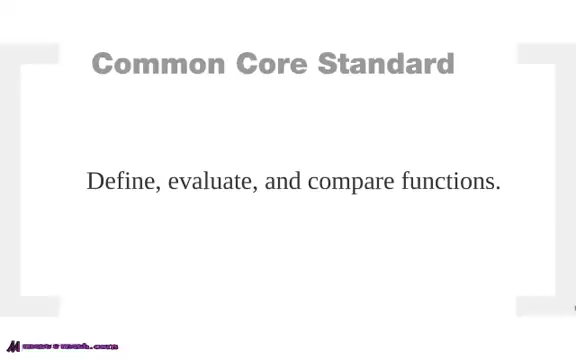 Common Core Standard
Define, evaluate, and compare functions.